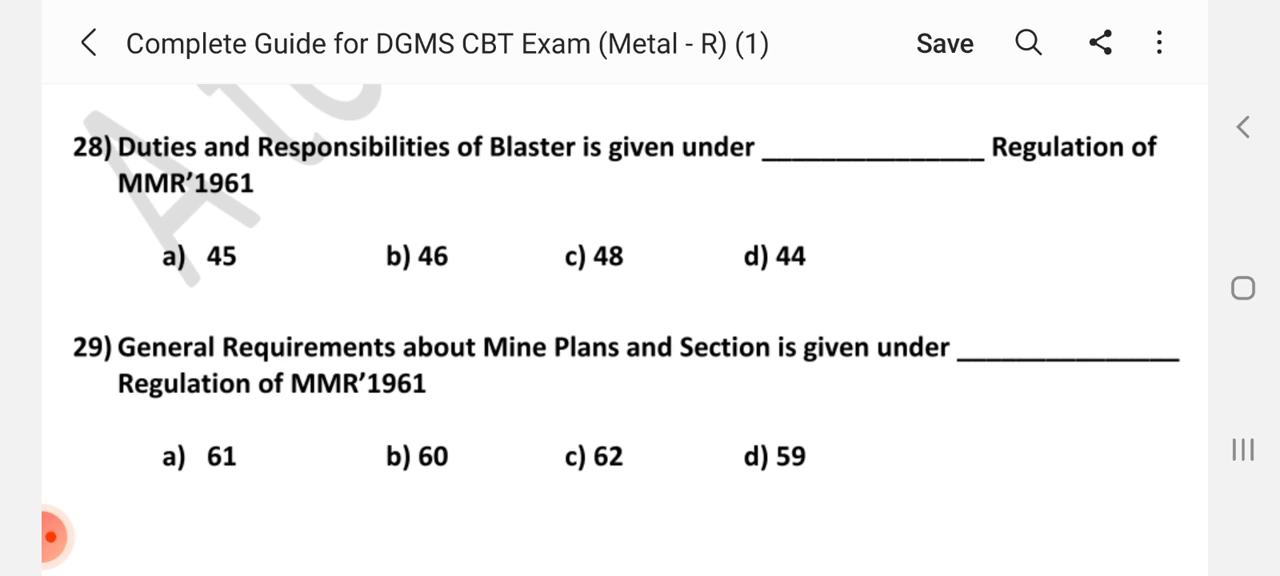 Complete Guide for DGMS CBT Exam (Metal - R) (1) Save
28) Duties and Responsibilities of Blaster is given under _______________ Regulation of
MMR'1961
a) 45 b) 46 c) 48 d) 44
29) General Requirements about Mine Plans and Section is given under _______________
Regulation of MMR'1961
a) 61 b) 60 c) 62 d) 59